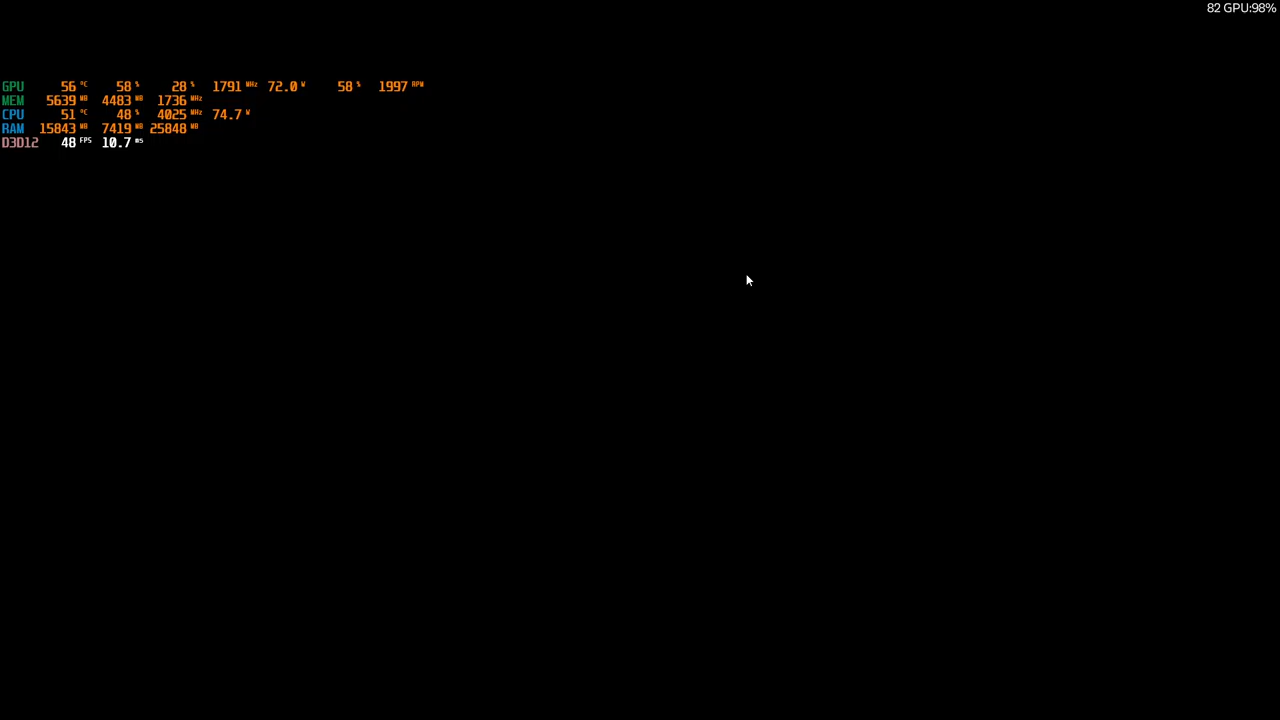 82 GPU:98%
GPU 56 °C 58 % 28 % 1791 MHz 72.0 W 58 % 1997 RPM
MEM 5639 MB 4483 MB 1736 MHz
CPU 51 °C 48 % 4025 MHz 74.7 W
RAM 15843 MB 7419 MB 25848 MB
D3D12 48 FPS 10.7 ms